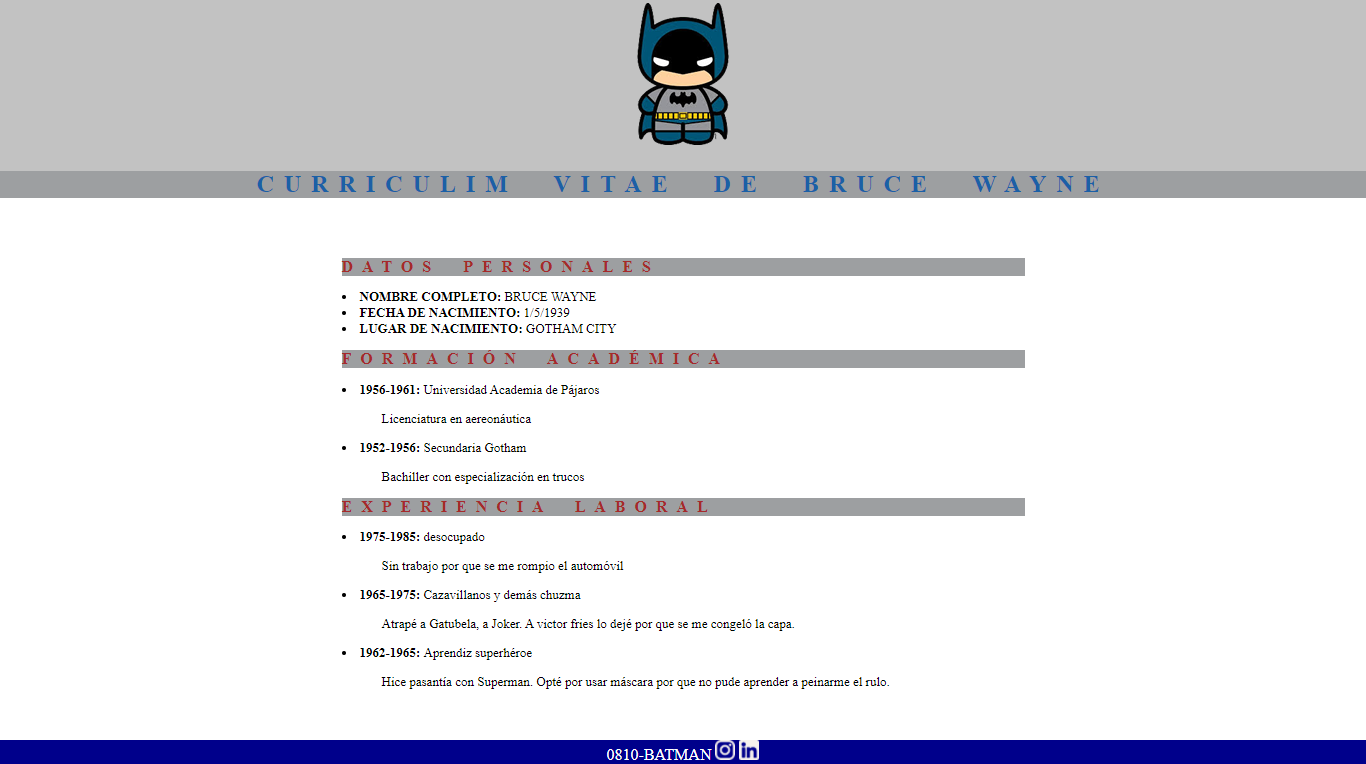 CURRICULIM VITAE DE BRUCE WAYNE
DATOS PERSONALES
NOMBRE COMPLETO: BRUCE WAYNE
FECHA DE NACIMIENTO: 1/5/1939
LUGAR DE NACIMIENTO: GOTHAM CITY
FORMACIÓN ACADÉMICA
1956-1961: Universidad Academia de Pájaros
Licenciatura en aereonáutica
1952-1956: Secundaria Gotham
Bachiller con especialización en trucos
EXPERIENCIA LABORAL
1975-1985: desocupado
Sin trabajo por que se me rompio el automóvil
1965-1975: Cazavillanos y demás chuzma
Atrapé a Gatubela, a Joker. A victor fries lo dejé por que se me congeló la capa.
1962-1965: Aprendiz superhéroe
Hice pasantía con Superman. Opté por usar máscara por que no pude aprender a peinarme el rulo.
0810-BATMAN in